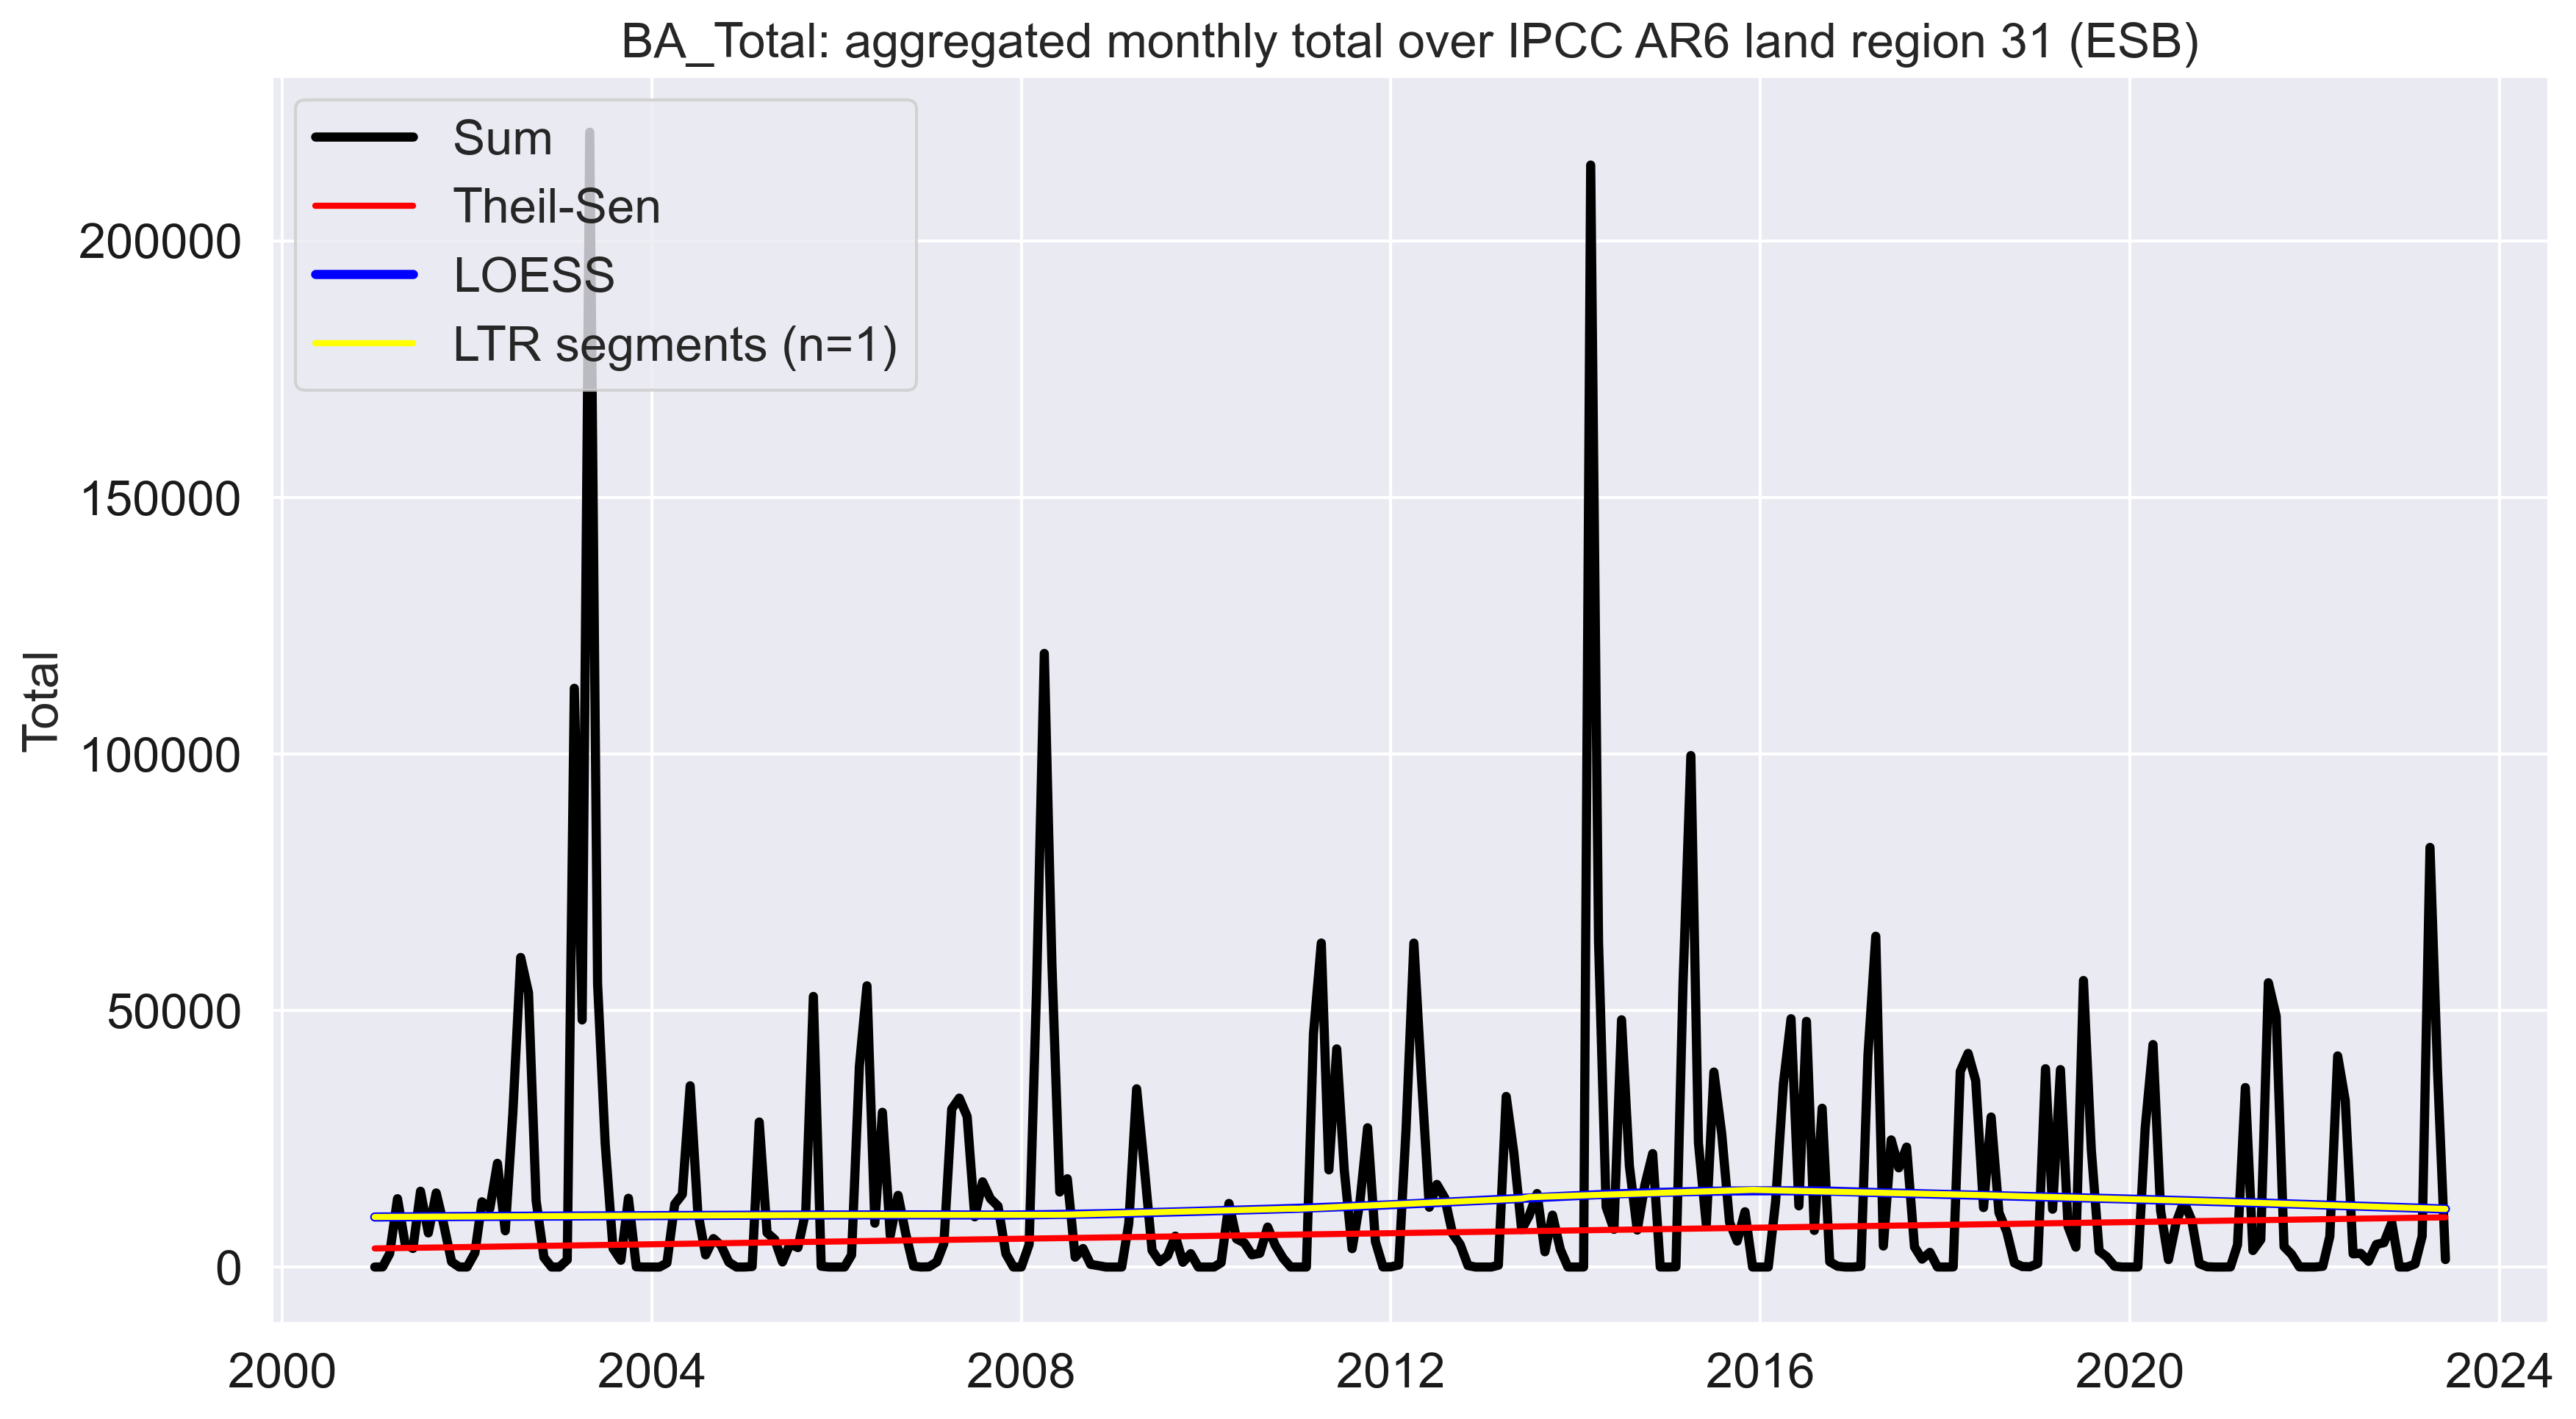 BA_Total: aggregated monthly total over IPCC AR6 land region 31 (ESB)
Sum
Theil-Sen
LOESS
LTR segments (n=1)
Total
200000
150000
100000
50000
0
2000 2004 2008 2012 2016 2020 2024